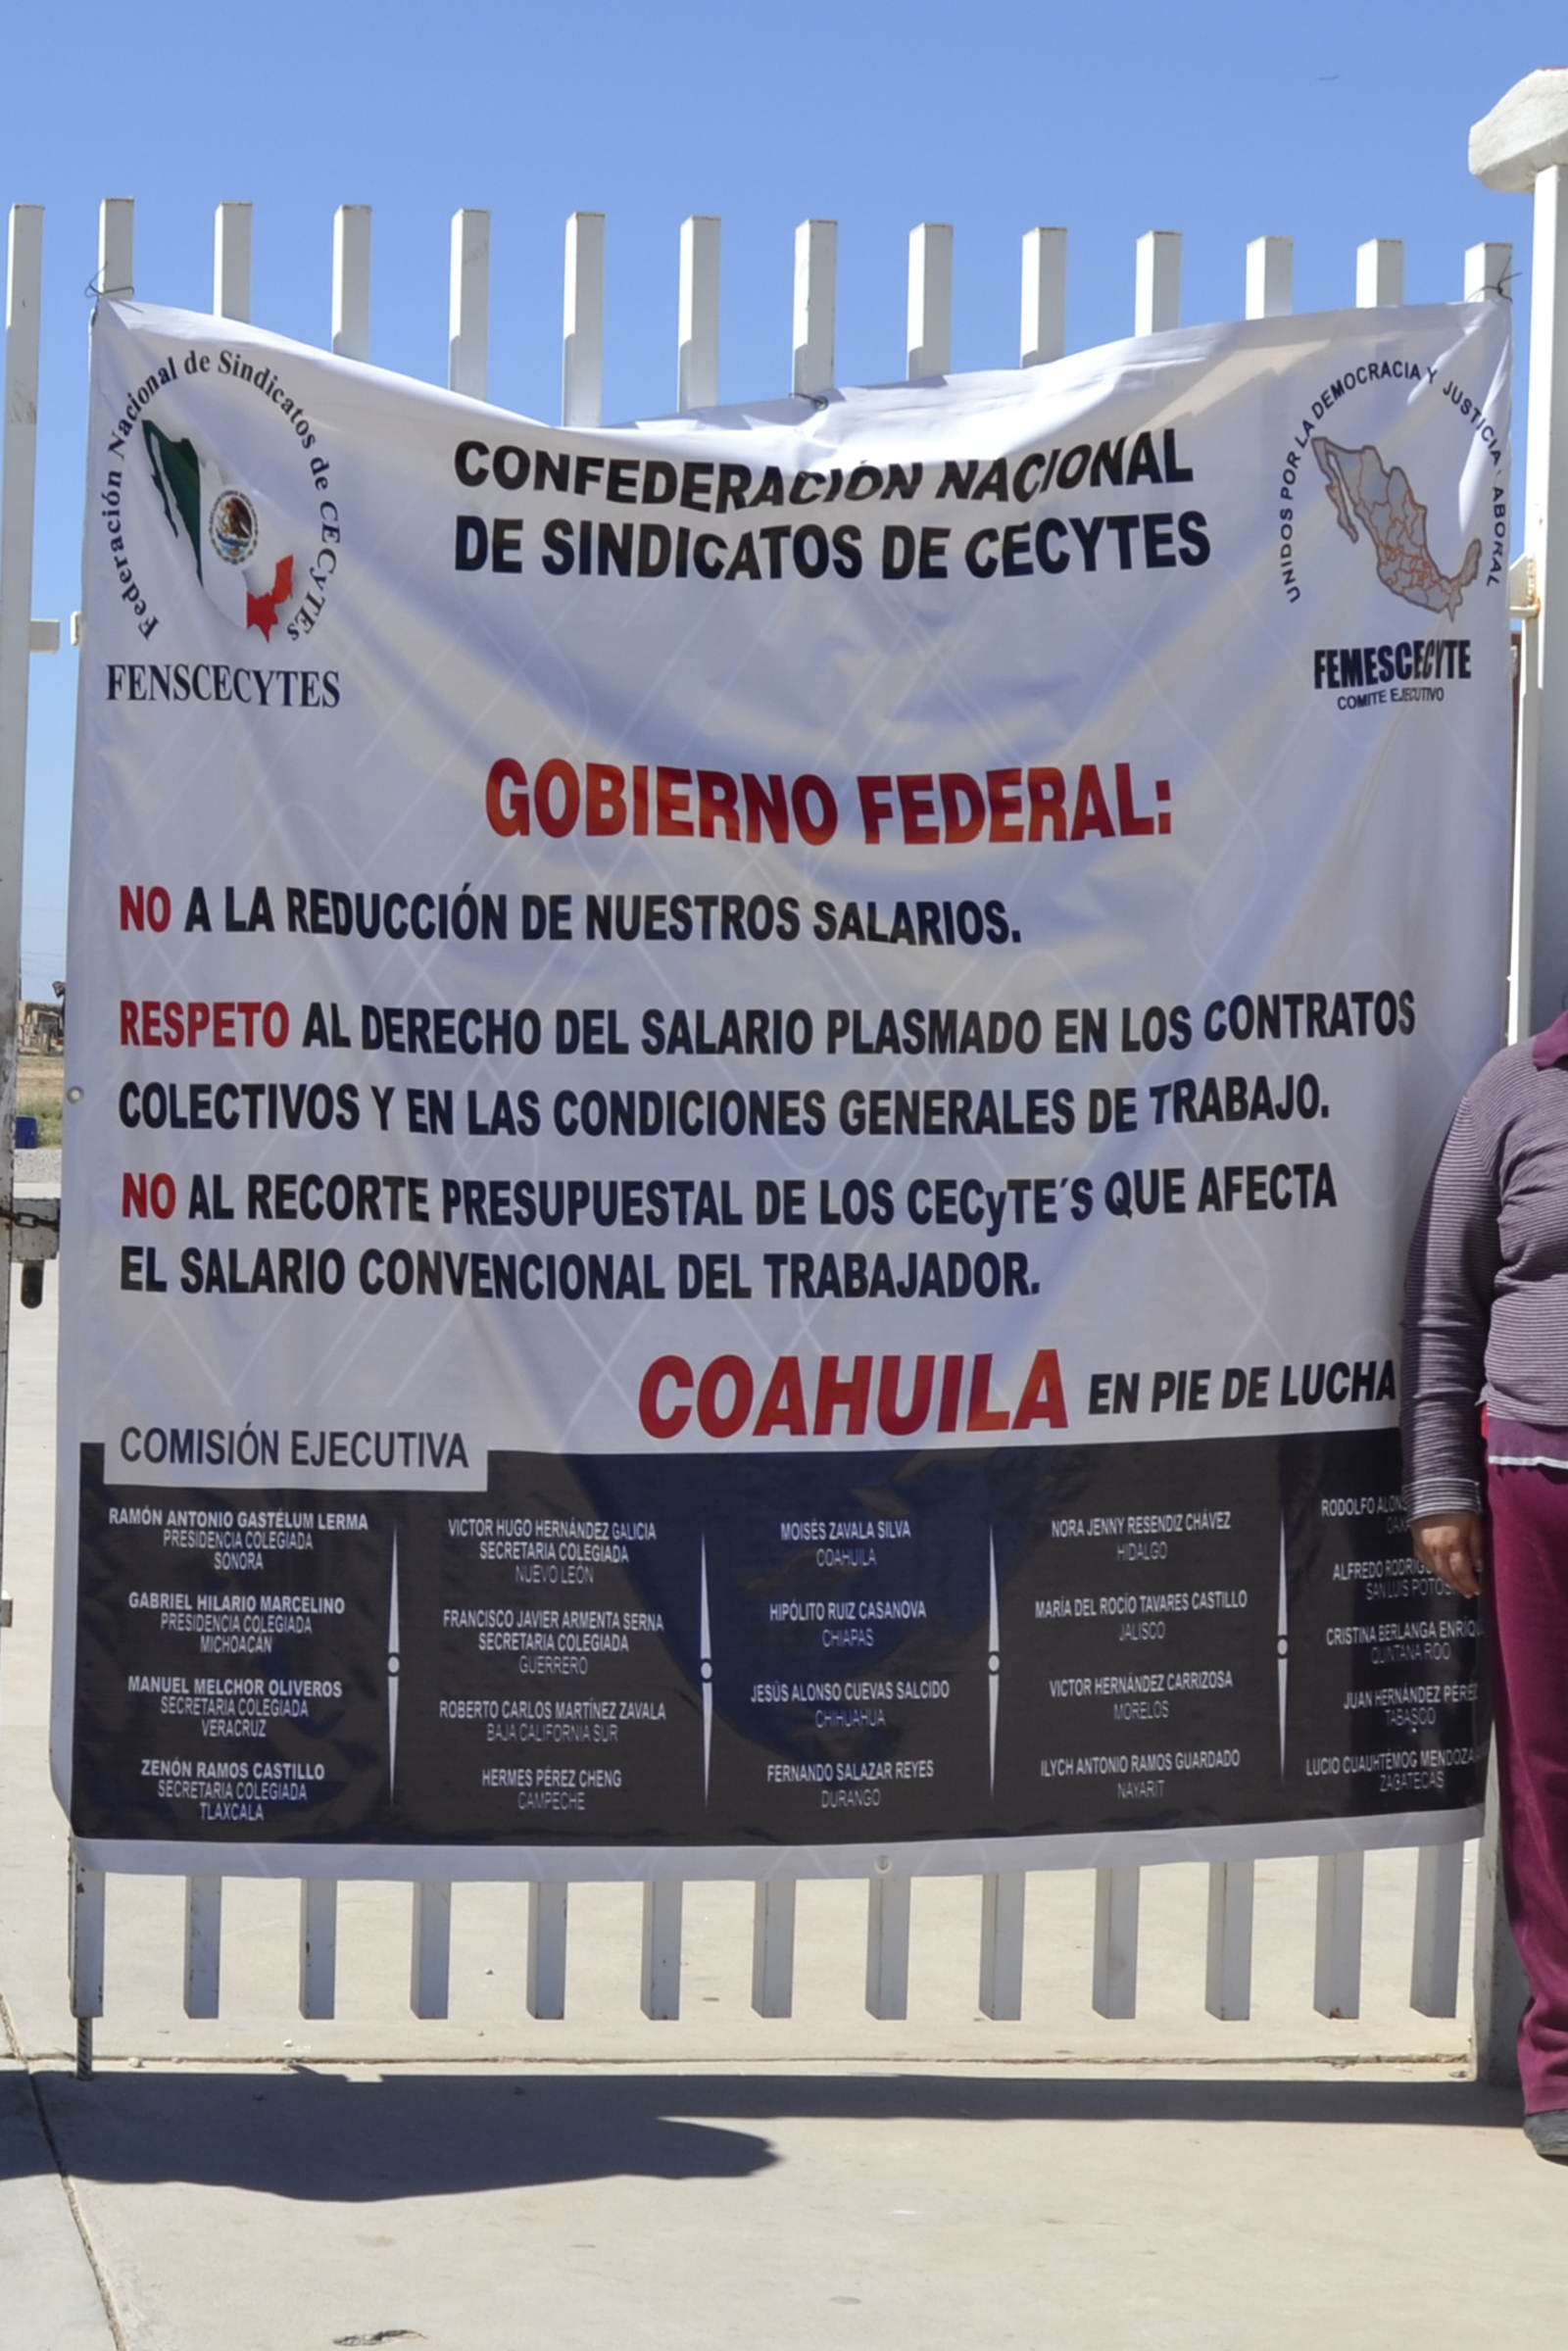 Federación Nacional de Sindicatos de CECyTEs
FENSCECYTES
CONFEDERACIÓN NACIONAL
DE SINDICATOS DE CECYTES
UNIDOS POR LA DEMOCRACIA Y JUSTICIA LABORAL
FEMESCECYTE
COMITE EJECUTIVO
GOBIERNO FEDERAL:
NO A LA REDUCCIÓN DE NUESTROS SALARIOS.
RESPETO AL DERECHO DEL SALARIO PLASMADO EN LOS CONTRATOS
COLECTIVOS Y EN LAS CONDICIONES GENERALES DE TRABAJO.
NO AL RECORTE PRESUPUESTAL DE LOS CECyTE´S QUE AFECTA
EL SALARIO CONVENCIONAL DEL TRABAJADOR.
COAHUILA EN PIE DE LUCHA
COMISIÓN EJECUTIVA
RAMÓN ANTONIO GASTÉLUM LERMA
PRESIDENCIA COLEGIADA
SONORA
GABRIEL HILARIO MARCELINO
PRESIDENCIA COLEGIADA
MICHOACAN
MANUEL MELCHOR OLIVEROS
SECRETARIA COLEGIADA
VERACRUZ
ZENÓN RAMOS CASTILLO
SECRETARIA COLEGIADA
TLAXCALA
VICTOR HUGO HERNÁNDEZ GALICIA
SECRETARIA COLEGIADA
NUEVO LEÓN
FRANCISCO JAVIER ARMENTA SERNA
SECRETARIA COLEGIADA
GUERRERO
ROBERTO CARLOS MARTÍNEZ ZAVALA
BAJA CALIFORNIA SUR
HERMES PÉREZ CHENG
CAMPECHE
MOISÉS ZAVALA SILVA
COAHUILA
HIPÓLITO RUIZ CASANOVA
CHIAPAS
JESÚS ALONSO CUEVAS SALCIDO
CHIHUAHUA
FERNANDO SALAZAR REYES
DURANGO
NORA JENNY RESENDIZ CHÁVEZ
HIDALGO
MARÍA DEL ROCÍO TAVARES CASTILLO
JALISCO
VICTOR HERNÁNDEZ CARRIZOSA
MORELOS
ILYCH ANTONIO RAMOS GUARDADO
NAYARIT
RODOLFO
ALFREDO
SAN LUIS
CRISTINA BERLANGA
QUINTANA ROO
JUAN HERNÁNDEZ PÉREZ
TABASCO
LUCIO CUAUHTÉMOG MENDOZA
ZABATECAS